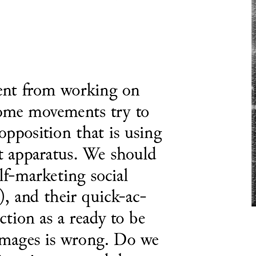 ent from working on
ome movements try to
opposition that is using
t apparatus. We should
lf-marketing social
), and their quick-ac-
ction as a ready to be
mages is wrong. Do we